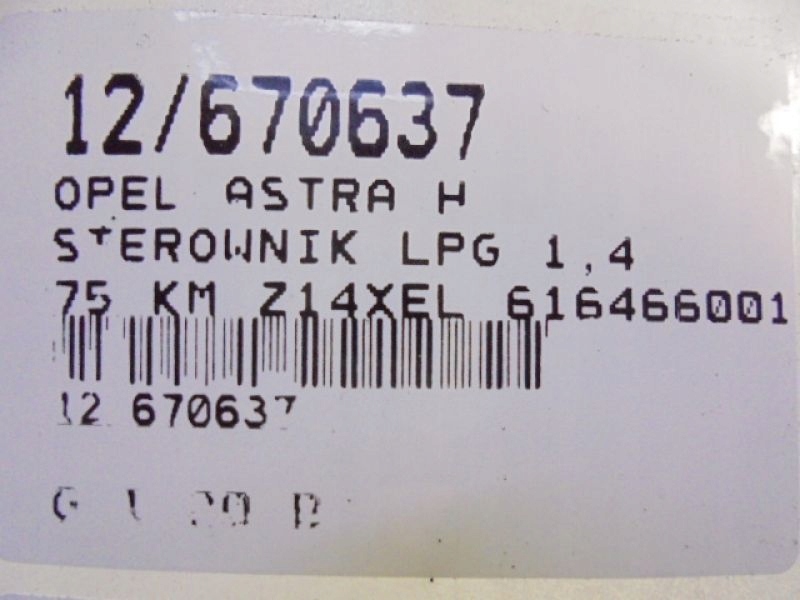 12/670637
OPEL ASTRA H
STEROWNIK LPG 1,4
75 KM Z14XEL 616466001
12 670637